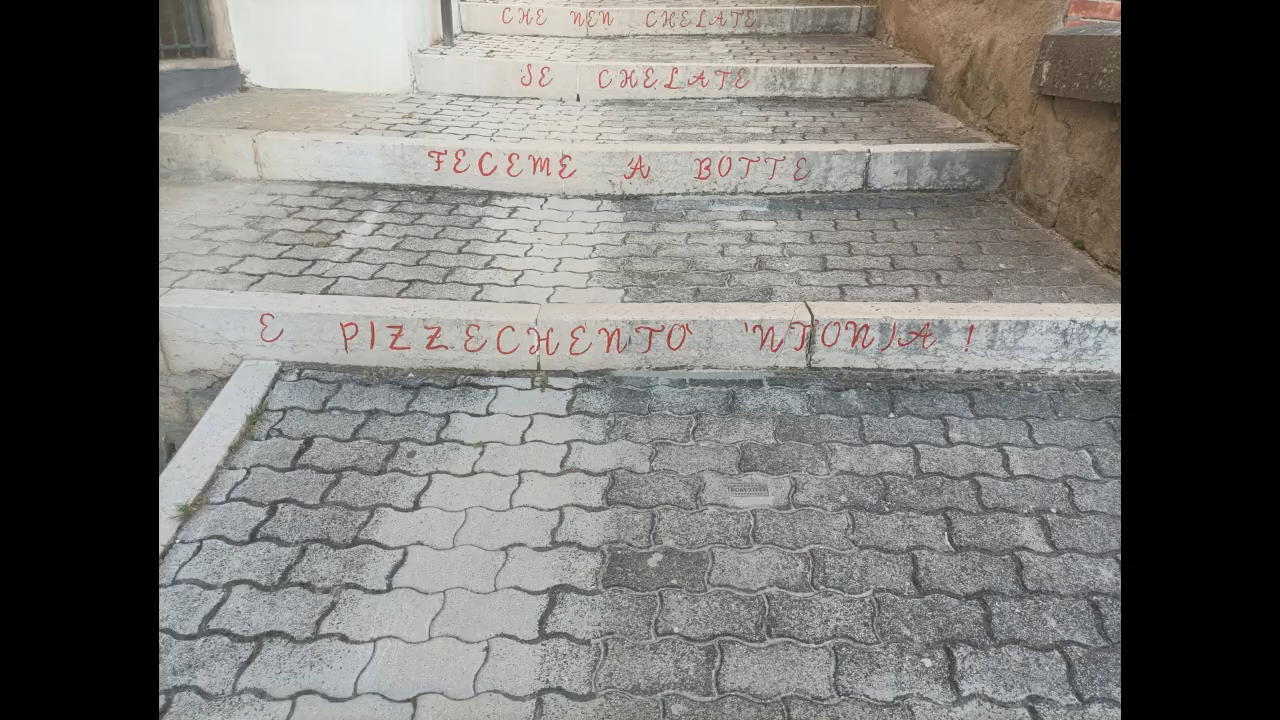 CHE NEN CHELATE
SE CHELATE
FECEME A BOTTE
E PIZZECHENTO' 'NTONIA !